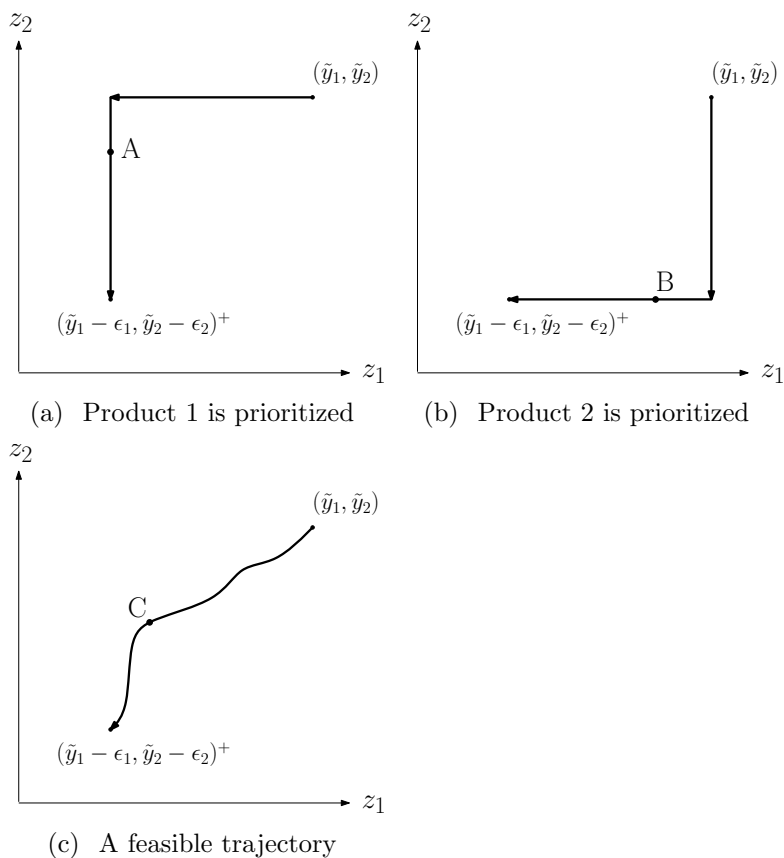 z₂
(ỹ₁, ỹ₂)
A
(ỹ₁ − ϵ₁, ỹ₂ − ϵ₂)⁺
z₁
(a) Product 1 is prioritized
z₂
(ỹ₁, ỹ₂)
B
(ỹ₁ − ϵ₁, ỹ₂ − ϵ₂)⁺
z₁
(b) Product 2 is prioritized
z₂
(ỹ₁, ỹ₂)
C
(ỹ₁ − ϵ₁, ỹ₂ − ϵ₂)⁺
z₁
(c) A feasible trajectory